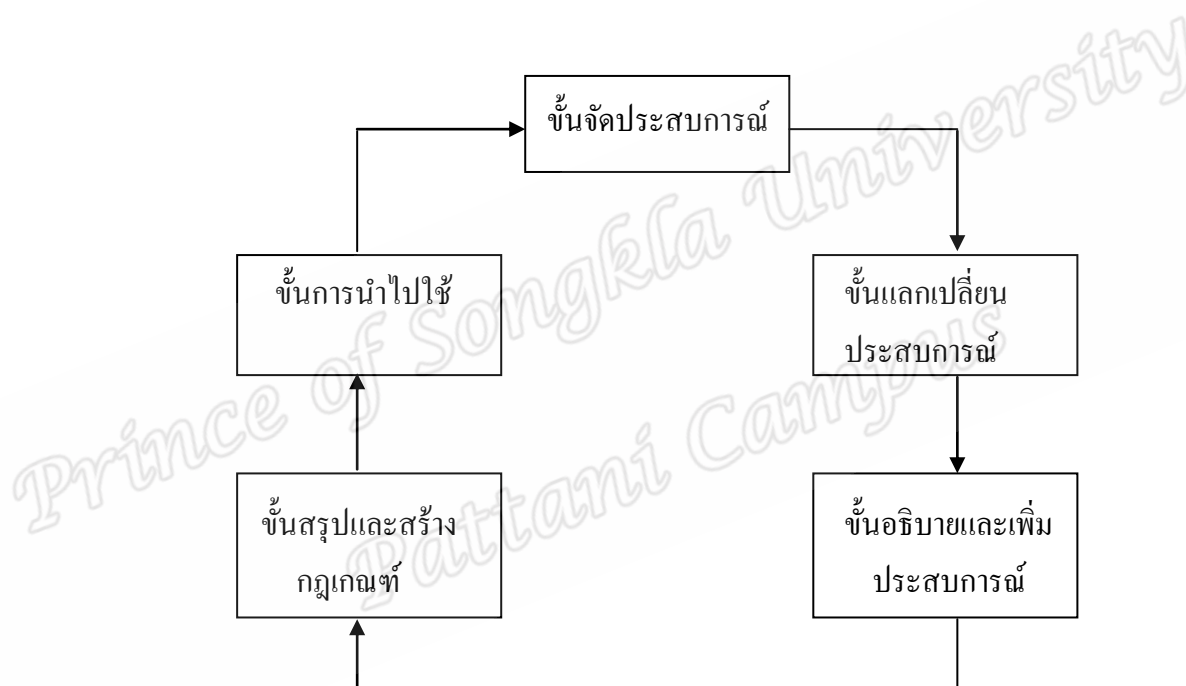 ขั้นจัดประสบการณ์
ขั้นการนำไปใช้
ขั้นแลกเปลี่ยน
ประสบการณ์
ขั้นสรุปและสร้าง
กฎเกณฑ์
ขั้นอธิบายและเพิ่ม
ประสบการณ์
Prince of Songkla University
Pattani Campus